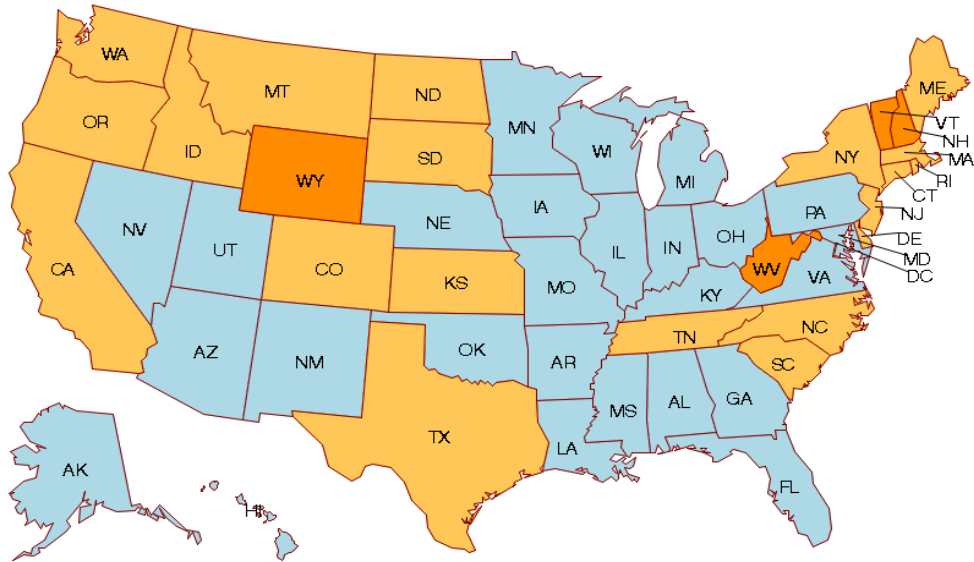 WA
ME
MT
ND
VT
OR
MN
NH
ID
SD
WI
NY
MA
WY
MI
RI
CT
NE
IA
PA
NJ
NV
UT
IL
IN
OH
DE
CA
CO
WV
MD
KS
MO
VA
DC
KY
NC
TN
AZ
NM
OK
AR
SC
MS
AL
GA
TX
LA
AK
FL
HI